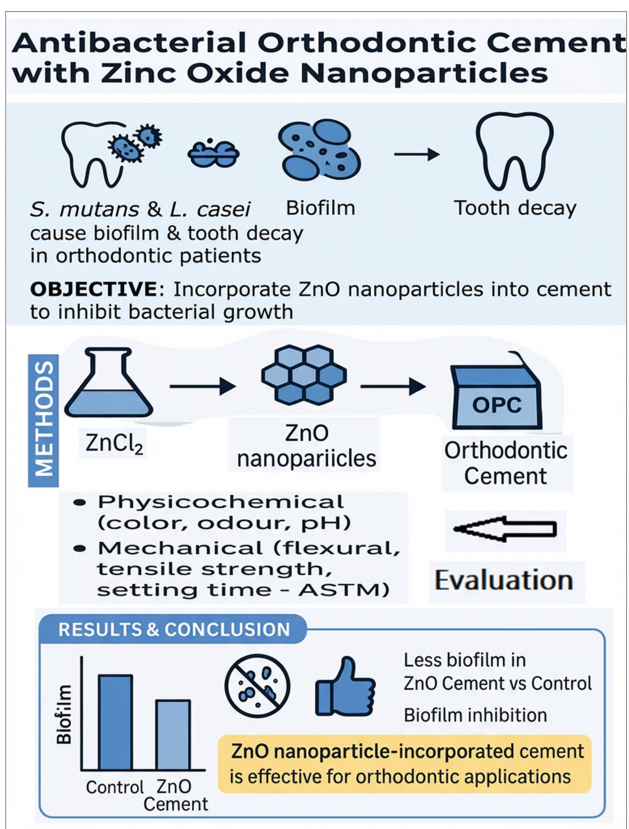 Antibacterial Orthodontic Cement
with Zinc Oxide Nanoparticles
S. mutans & L. casei
cause biofilm & tooth decay
in orthodontic patients
Biofilm
Tooth decay
OBJECTIVE: Incorporate ZnO nanoparticles into cement
to inhibit bacterial growth
METHODS
ZnCl₂
ZnO
nanopariicles
OPC
Orthodontic
Cement
• Physicochemical
(color, odour, pH)
• Mechanical (flexural,
tensile strength,
setting time - ASTM)
Evaluation
RESULTS & CONCLUSION
Biofilm
Control
ZnO
Cement
Less biofilm in
ZnO Cement vs Control
Biofilm inhibition
ZnO nanoparticle-incorporated cement
is effective for orthodontic applications